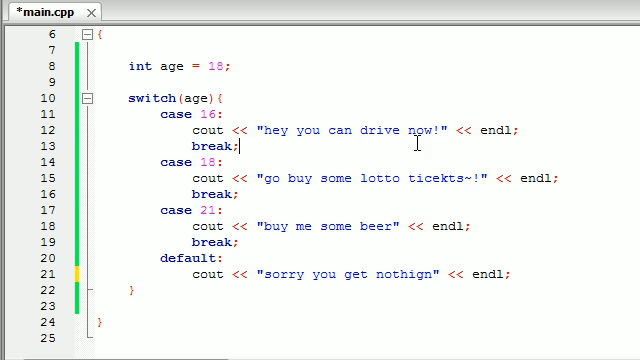 *main.cpp
6 {
7
8 int age = 18;
9
10 switch(age){
11 case 16:
12 cout << "hey you can drive now!" << endl;
13 break;
14 case 18:
15 cout << "go buy some lotto ticekts~!" << endl;
16 break;
17 case 21:
18 cout << "buy me some beer" << endl;
19 break;
20 default:
21 cout << "sorry you get nothign" << endl;
22 }
23
24 }
25